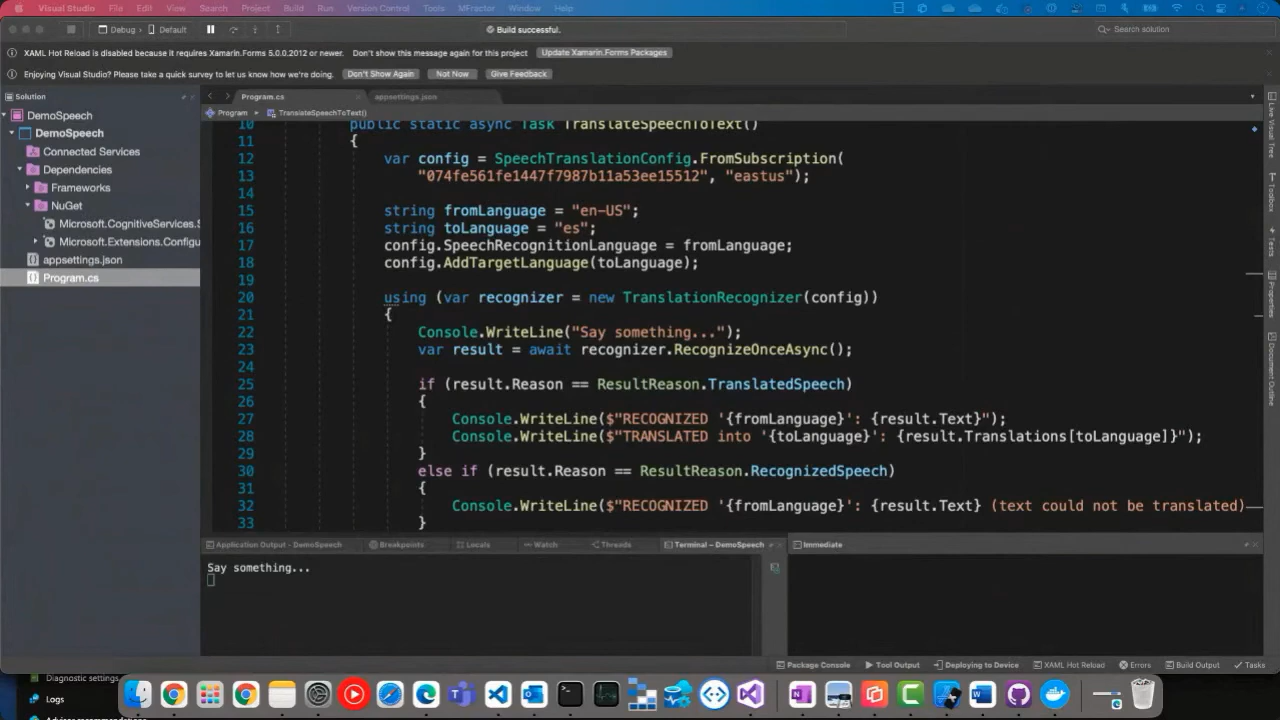 Visual Studio File Edit View Search Project Build Run Version Control Tools MFractor Window Help
Debug › Default Build successful. Search solution
XAML Hot Reload is disabled because it requires Xamarin.Forms 5.0.0.2012 or newer. Don't show this message again for this project Update Xamarin.Forms Packages
Enjoying Visual Studio? Please take a quick survey to let us know how we're doing. Don't Show Again Not Now Give Feedback
Solution
Program.cs appsettings.json
Program TranslateSpeechToText()
DemoSpeech
DemoSpeech
Connected Services
Dependencies
Frameworks
NuGet
Microsoft.CognitiveServices.S
Microsoft.Extensions.Configu
appsettings.json
Program.cs
10 public static async Task TranslateSpeechToText()
11 {
12 var config = SpeechTranslationConfig.FromSubscription(
13 "074fe561fe1447f7987b11a53ee15512", "eastus");
14
15 string fromLanguage = "en-US";
16 string toLanguage = "es";
17 config.SpeechRecognitionLanguage = fromLanguage;
18 config.AddTargetLanguage(toLanguage);
19
20 using (var recognizer = new TranslationRecognizer(config))
21 {
22 Console.WriteLine("Say something...");
23 var result = await recognizer.RecognizeOnceAsync();
24
25 if (result.Reason == ResultReason.TranslatedSpeech)
26 {
27 Console.WriteLine($"RECOGNIZED '{fromLanguage}': {result.Text}");
28 Console.WriteLine($"TRANSLATED into '{toLanguage}': {result.Translations[toLanguage]}");
29 }
30 else if (result.Reason == ResultReason.RecognizedSpeech)
31 {
32 Console.WriteLine($"RECOGNIZED '{fromLanguage}': {result.Text} (text could not be translated)
33 }
Live Visual Tree
Toolbox
Tests
Properties
Document Outline
Application Output - DemoSpeech Breakpoints Locals Watch Threads Terminal – DemoSpeech Immediate
Say something...
Package Console Tool Output Deploying to Device XAML Hot Reload Errors Build Output Tasks
Diagnostic settings
Logs